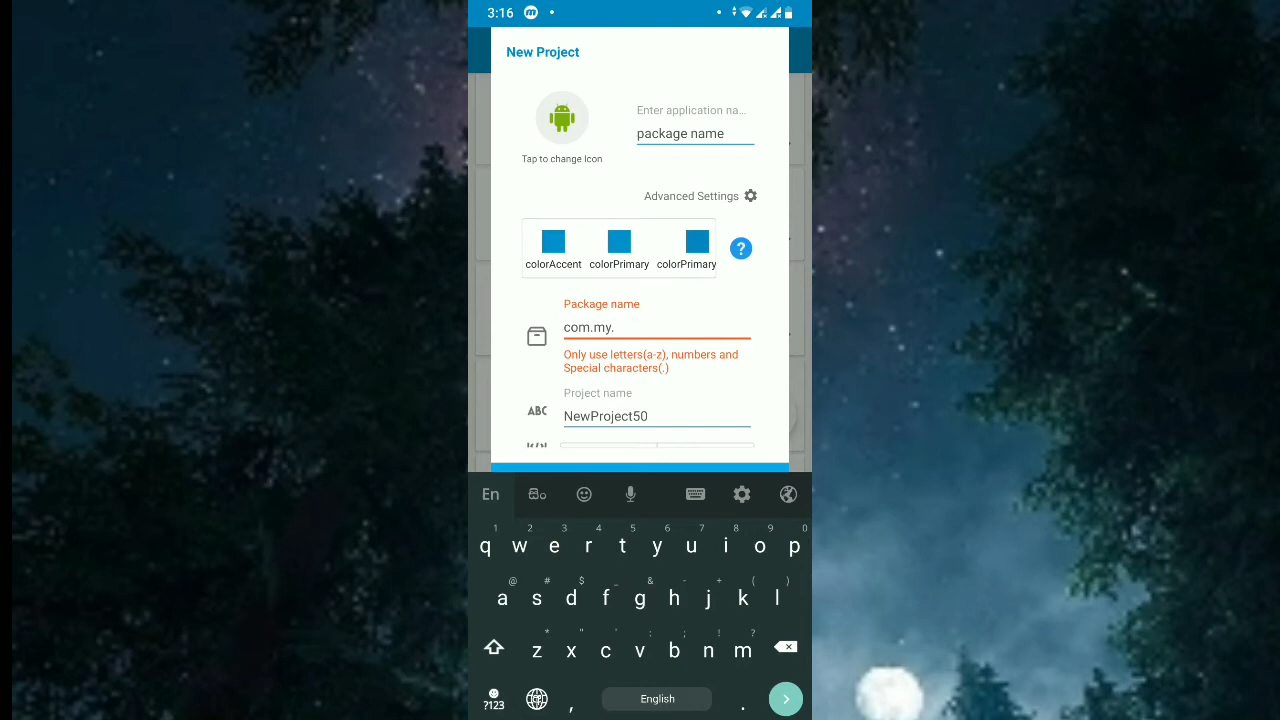 3:16
New Project
Enter application na...
package name
Tap to change Icon
Advanced Settings
?
colorAccent colorPrimary colorPrimary
Package name
com.my.
Only use letters(a-z), numbers and
Special characters(.)
Project name
ABC
NewProject50
En
1 2 3 4 5 6 7 8 9 0
q w e r t y u i o p
@ # $ _ & - + ( )
a s d f g h j k l
* " ' : ; ! ?
z x c v b n m
?123 , English .